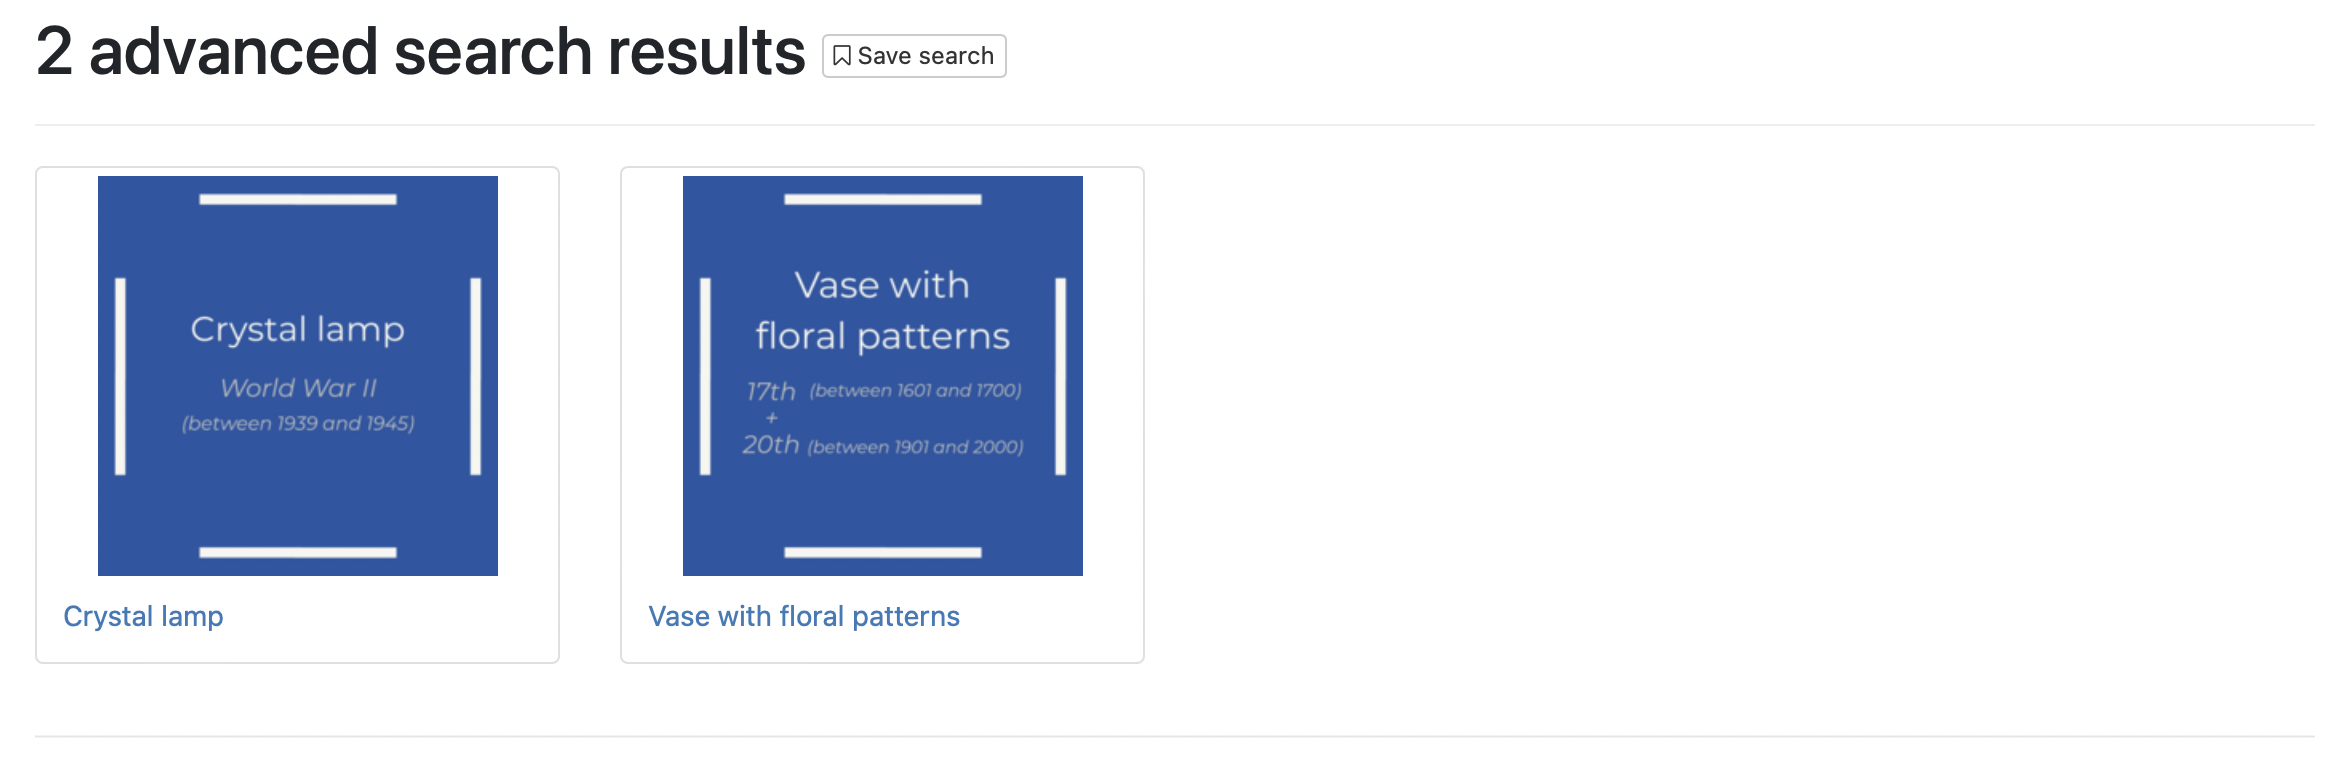 2 advanced search results
Save search
Crystal lamp
World War II
(between 1939 and 1945)
Crystal lamp
Vase with
floral patterns
17th (between 1601 and 1700)
+
20th (between 1901 and 2000)
Vase with floral patterns